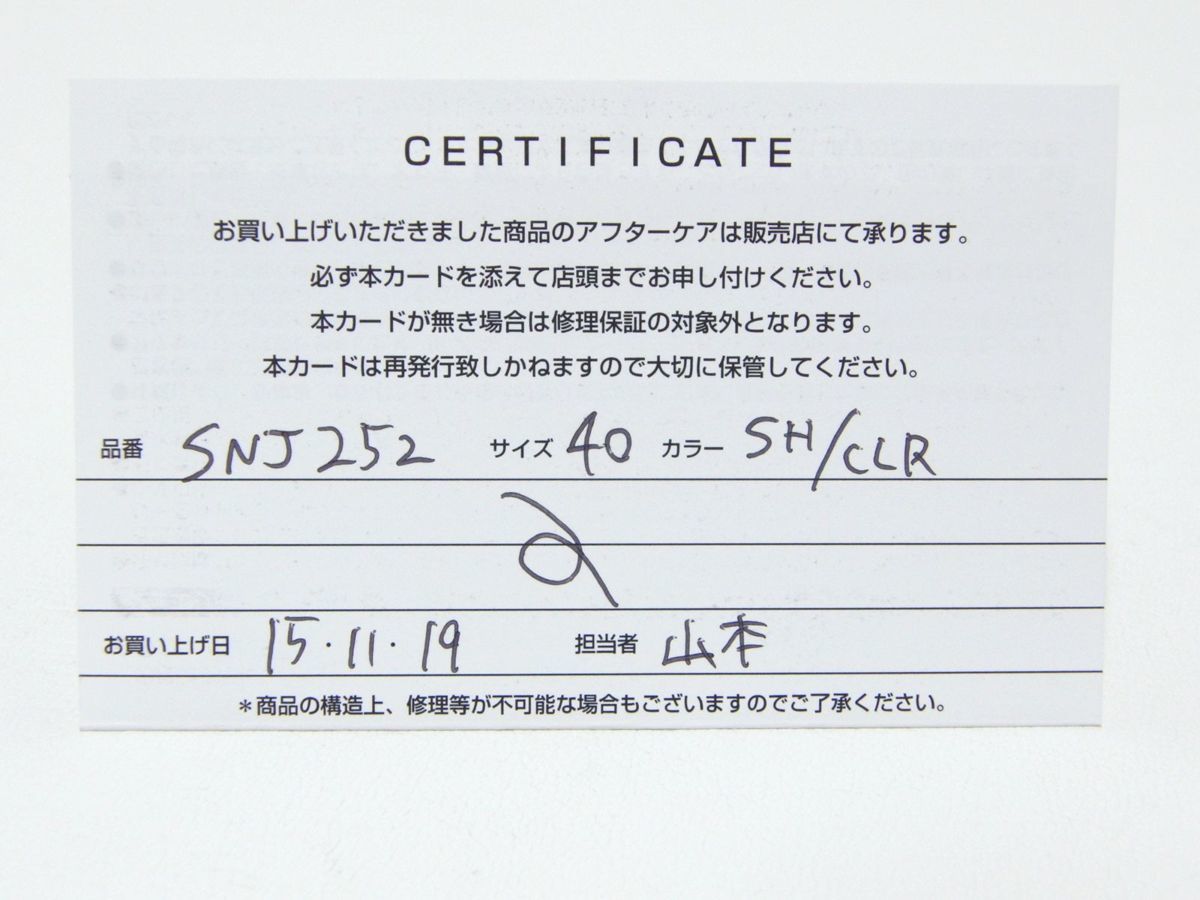 CERTIFICATE
お買い上げいただきました商品のアフターケアは販売店にて承ります。
必ず本カードを添えて店頭までお申し付けください。
本カードが無き場合は修理保証の対象外となります。
本カードは再発行致しかねますので大切に保管してください。
品番 SNJ252 サイズ 40 カラー SH/CLR
お買い上げ日 15・11・19 担当者 山本
*商品の構造上、修理等が不可能な場合もございますのでご了承ください。